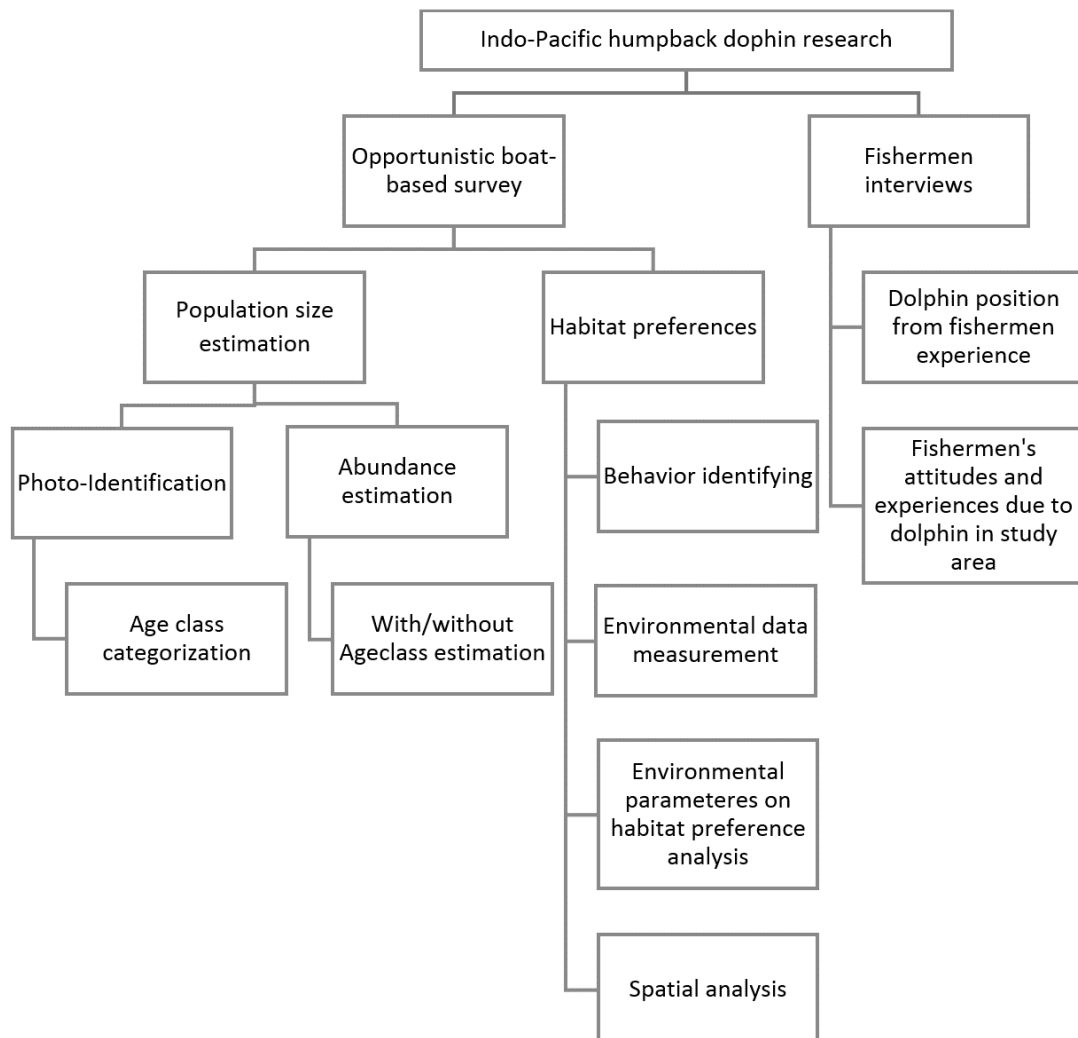 Indo-Pacific humpback dophin research
Opportunistic boat-
based survey
Fishermen
interviews
Population size
estimation
Habitat preferences
Dolphin position
from fishermen
experience
Photo-Identification
Abundance
estimation
Behavior identifying
Fishermen's
attitudes and
experiences due to
dolphin in study
area
Age class
categorization
With/without
Ageclass estimation
Environmental data
measurement
Environmental
parameteres on
habitat preference
analysis
Spatial analysis